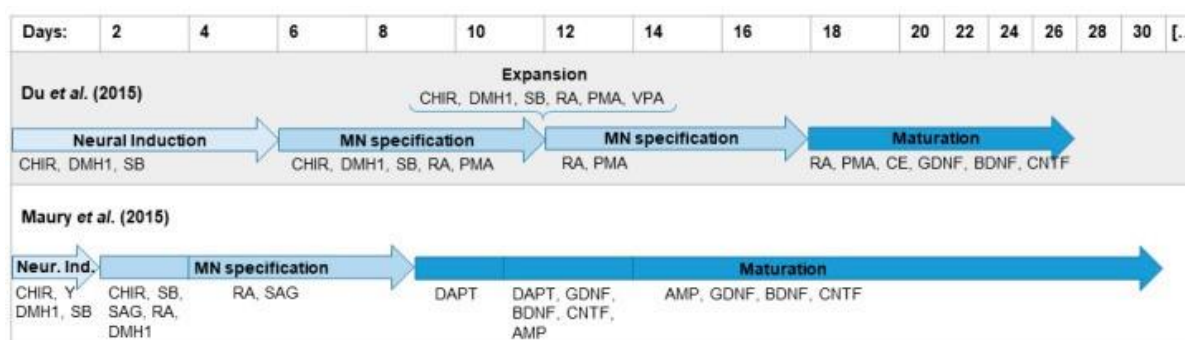 Days: 2 4 6 8 10 12 14 16 18 20 22 24 26 28 30 [..
Expansion
CHIR, DMH1, SB, RA, PMA, VPA
Du et al. (2015)
Neural Induction MN specification MN specification Maturation
CHIR, DMH1, SB CHIR, DMH1, SB, RA, PMA RA, PMA RA, PMA, CE, GDNF, BDNF, CNTF
Maury et al. (2015)
Neur. Ind. MN specification Maturation
CHIR, Y CHIR, SB, RA, SAG DAPT DAPT, GDNF, AMP, GDNF, BDNF, CNTF
DMH1, SB SAG, RA, BDNF, CNTF,
DMH1 AMP